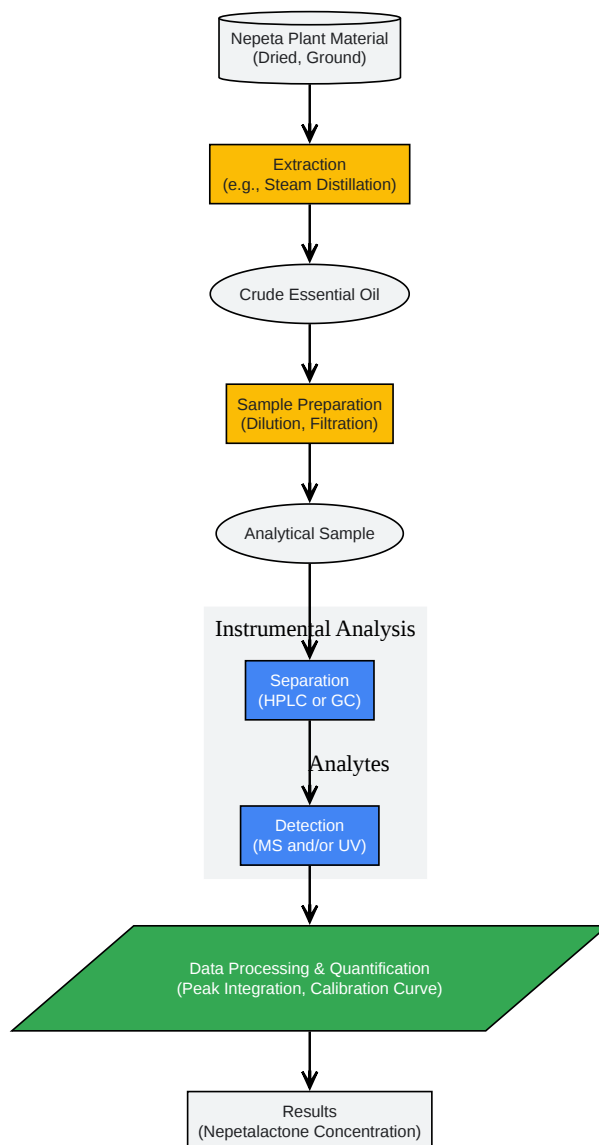 Nepeta Plant Material
(Dried, Ground)
Extraction
(e.g., Steam Distillation)
Crude Essential Oil
Sample Preparation
(Dilution, Filtration)
Analytical Sample
Instrumental Analysis
Separation
(HPLC or GC)
Analytes
Detection
(MS and/or UV)
Data Processing & Quantification
(Peak Integration, Calibration Curve)
Results
(Nepetalactone Concentration)